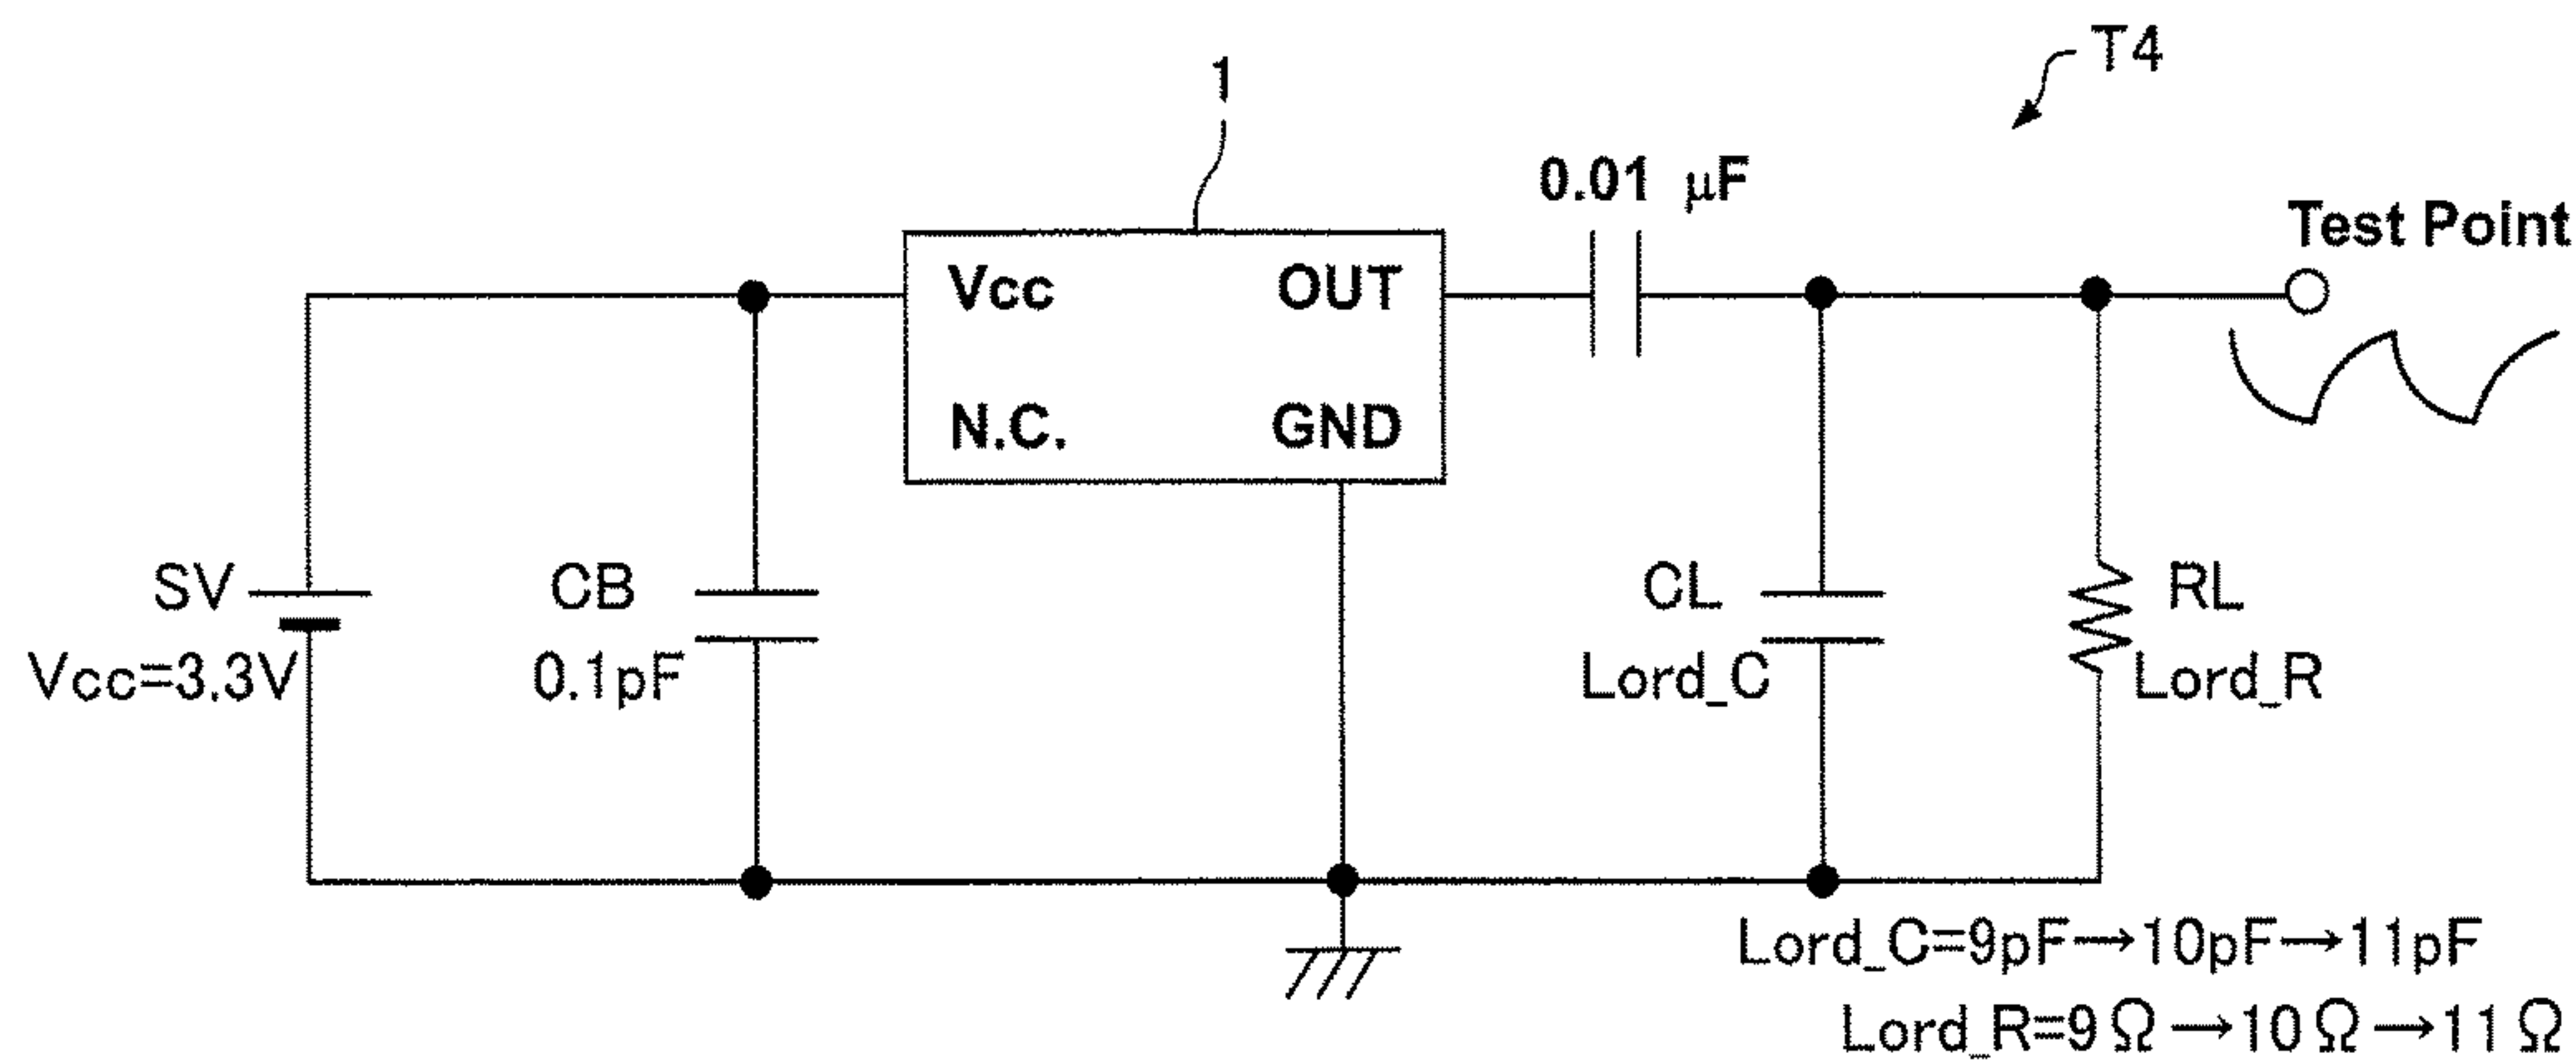 T4
1
0.01 μF
Test Point
Vcc OUT
N.C. GND
SV
Vcc=3.3V
CB
0.1pF
CL
Lord_C
RL
Lord_R
Lord_C=9pF→10pF→11pF
Lord_R=9Ω→10Ω→11Ω